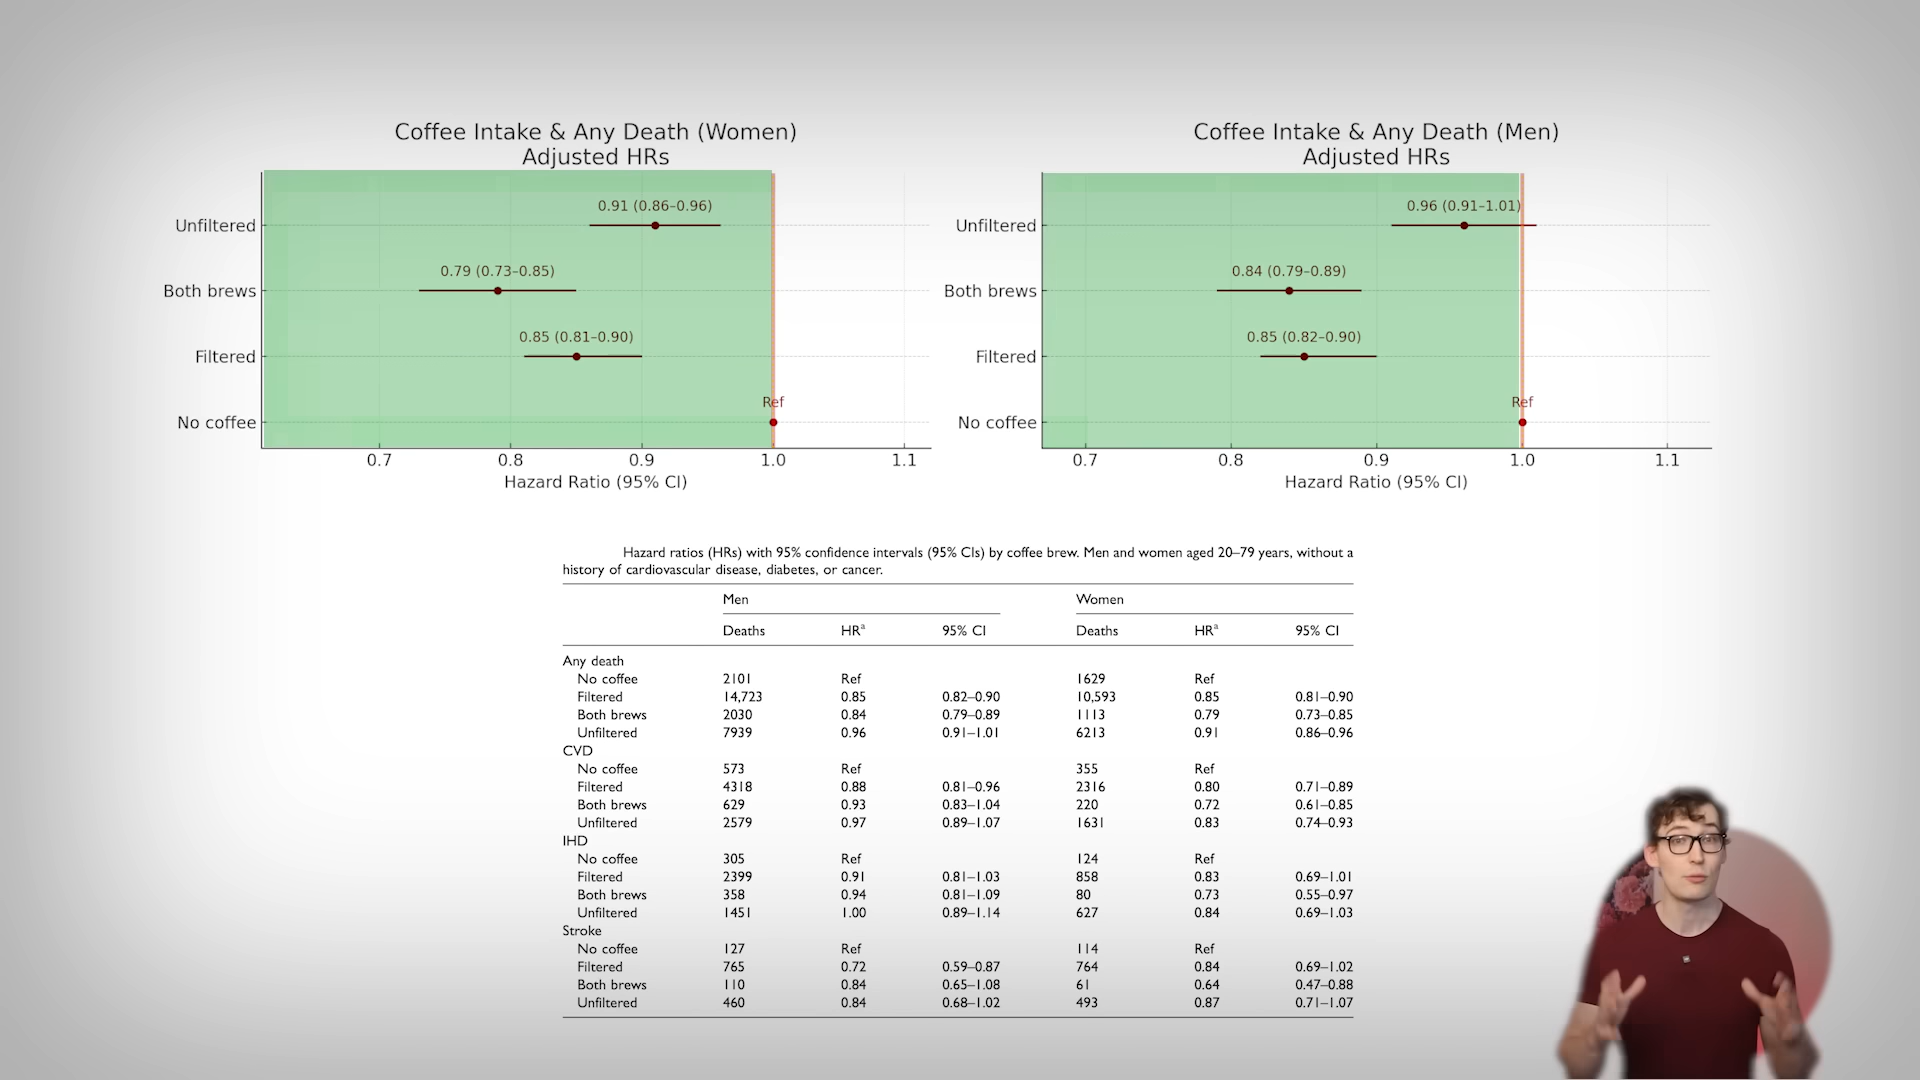 Coffee Intake & Any Death (Women)
Adjusted HRs
Unfiltered
0.91 (0.86–0.96)
Both brews
0.79 (0.73–0.85)
Filtered
0.85 (0.81–0.90)
No coffee
Ref
0.7 0.8 0.9 1.0 1.1
Hazard Ratio (95% CI)
Coffee Intake & Any Death (Men)
Adjusted HRs
Unfiltered
0.96 (0.91–1.01)
Both brews
0.84 (0.79–0.89)
Filtered
0.85 (0.82–0.90)
No coffee
Ref
0.7 0.8 0.9 1.0 1.1
Hazard Ratio (95% CI)
Hazard ratios (HRs) with 95% confidence intervals (95% CIs) by coffee brew. Men and women aged 20–79 years, without a
history of cardiovascular disease, diabetes, or cancer.
Men Women
Deaths HRa 95% CI Deaths HRa 95% CI
Any death
No coffee 2101 Ref 1629 Ref
Filtered 14,723 0.85 0.82–0.90 10,593 0.85 0.81–0.90
Both brews 2030 0.84 0.79–0.89 1113 0.79 0.73–0.85
Unfiltered 7939 0.96 0.91–1.01 6213 0.91 0.86–0.96
CVD
No coffee 573 Ref 355 Ref
Filtered 4318 0.88 0.81–0.96 2316 0.80 0.71–0.89
Both brews 629 0.93 0.83–1.04 220 0.72 0.61–0.85
Unfiltered 2579 0.97 0.89–1.07 1631 0.83 0.74–0.93
IHD
No coffee 305 Ref 124 Ref
Filtered 2399 0.91 0.81–1.03 858 0.83 0.69–1.01
Both brews 358 0.94 0.81–1.09 80 0.73 0.55–0.97
Unfiltered 1451 1.00 0.89–1.14 627 0.84 0.69–1.03
Stroke
No coffee 127 Ref 114 Ref
Filtered 765 0.72 0.59–0.87 764 0.84 0.69–1.02
Both brews 110 0.84 0.65–1.08 61 0.64 0.47–0.88
Unfiltered 460 0.84 0.68–1.02 493 0.87 0.71–1.07